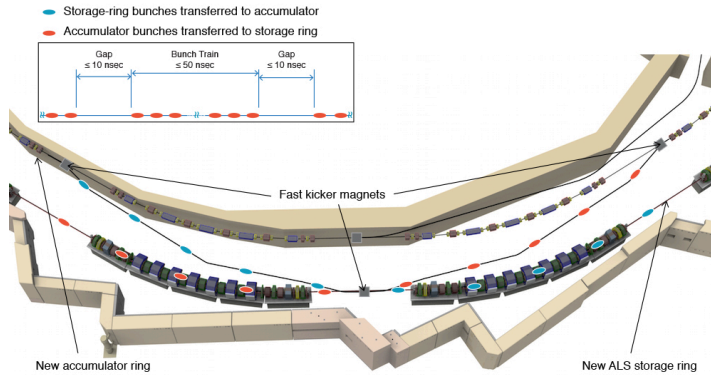 Storage-ring bunches transferred to accumulator
Accumulator bunches transferred to storage ring
Gap
≤ 10 nsec
Bunch Train
≤ 50 nsec
Gap
≤ 10 nsec
Fast kicker magnets
New accumulator ring
New ALS storage ring